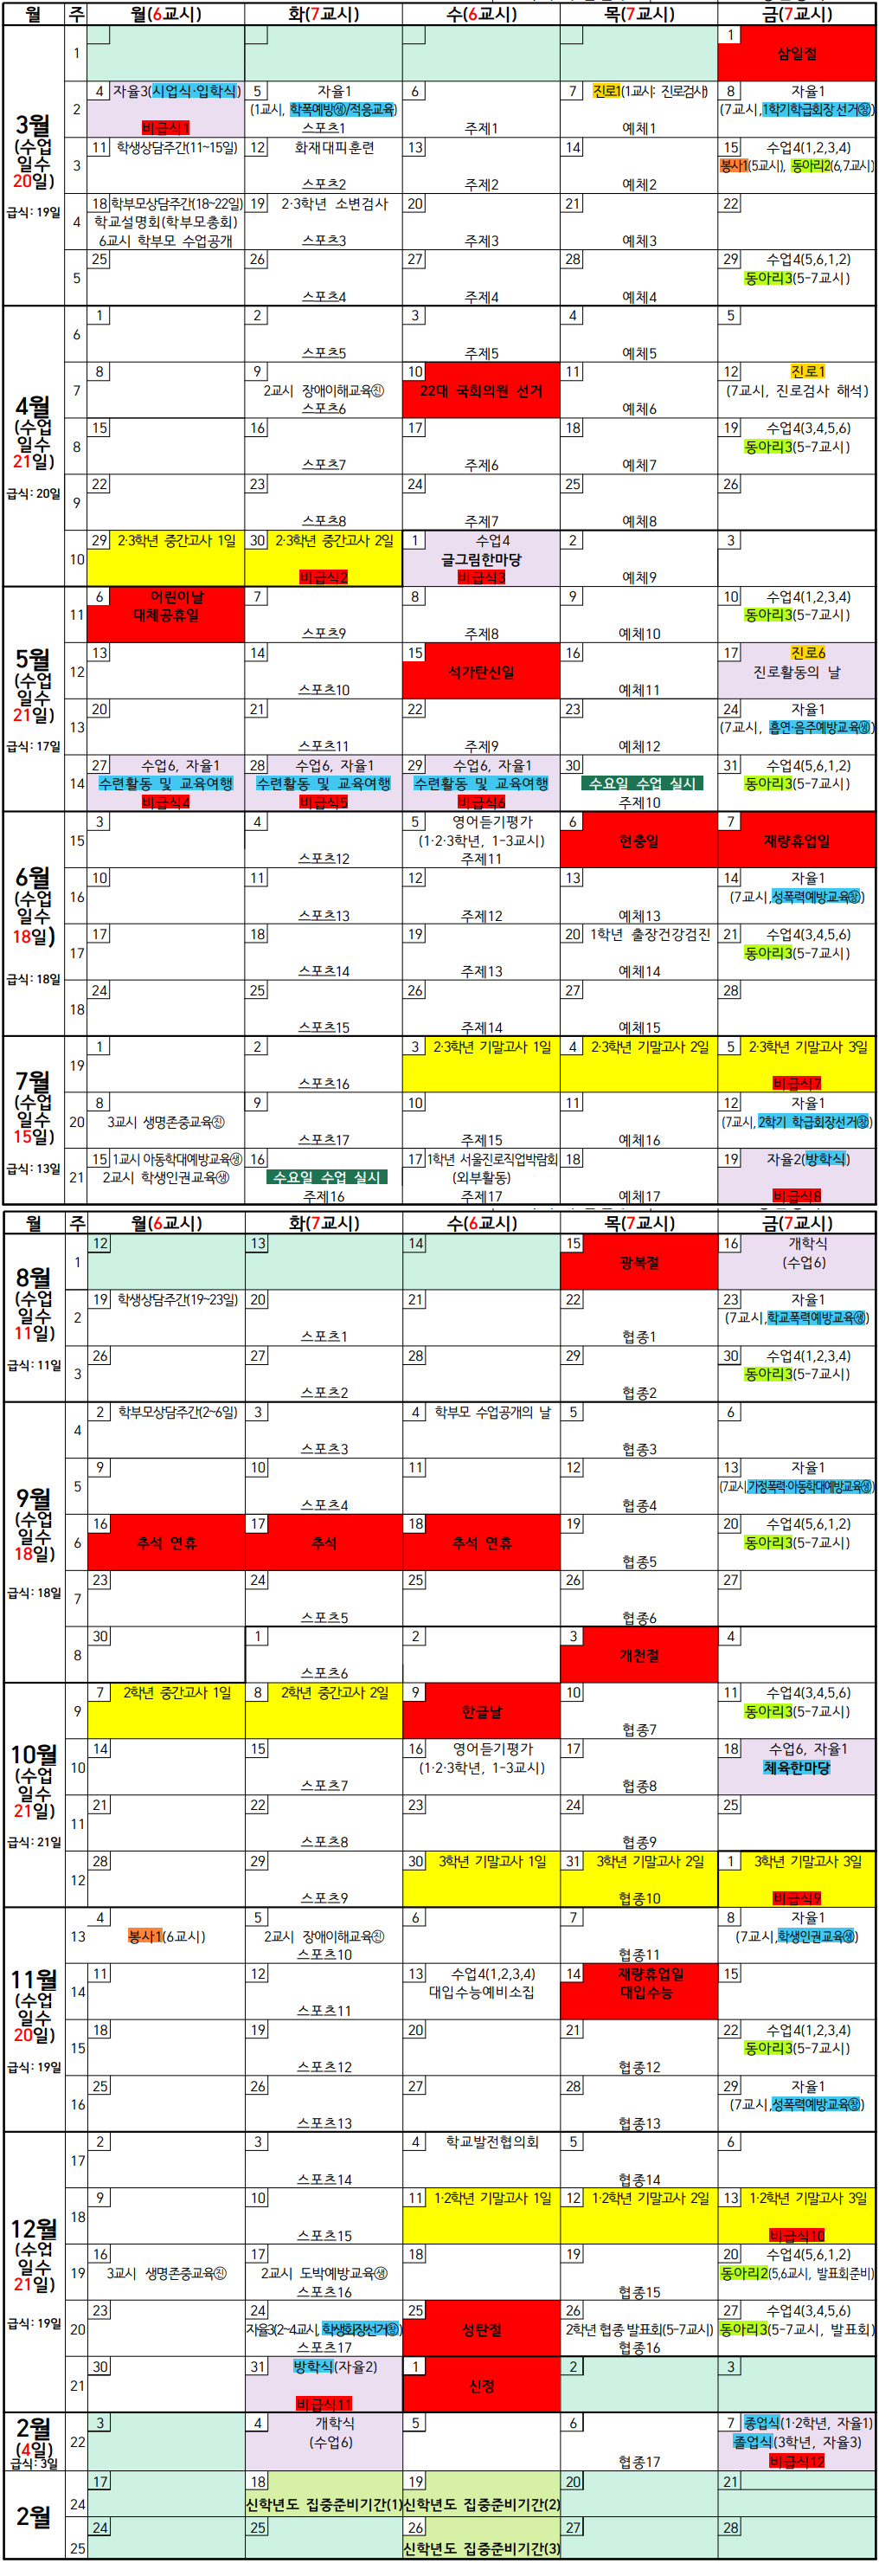 월 주 월(6교시) 화(7교시) 수(6교시) 목(7교시) 금(7교시)
3월
(수업
일수
20일)
급식: 19일
1
1
삼일절
2
4 자율3(시업식·입학식)
비급식1
5 자율1
(1교시, 학폭예방㉂/적응교육)
스포츠1
6
주제1
7 진로1(1교시: 진로검사)
예체1
8 자율1
(7교시, 1학기학급회장 선거㉂)
3
11 학생상담주간(11~15일)
12 화재대피훈련
스포츠2
13
주제2
14
예체2
15 수업4(1,2,3,4)
봉사1(5교시), 동아리2(6,7교시)
4
18 학부모상담주간(18~22일)
학교설명회(학부모총회)
6교시 학부모 수업공개
19 2·3학년 소변검사
스포츠3
20
주제3
21
예체3
22
5
25
26
스포츠4
27
주제4
28
예체4
29 수업4(5,6,1,2)
동아리3(5-7교시)
4월
(수업
일수
21일)
급식: 20일
6
1
2
스포츠5
3
주제5
4
예체5
5
7
8
9
2교시 장애이해교육
스포츠6
10
22대 국회의원 선거
11
예체6
12 진로1
(7교시, 진로검사 해석)
8
15
16
스포츠7
17
주제6
18
예체7
19 수업4(3,4,5,6)
동아리3(5-7교시)
9
22
23
스포츠8
24
주제7
25
예체8
26
10
29 2·3학년 중간고사 1일
30 2·3학년 중간고사 2일
비급식2
1 수업4
글그림한마당
비급식3
2
예체9
3
5월
(수업
일수
21일)
급식: 17일
11
6 어린이날
대체공휴일
7
스포츠9
8
주제8
9
예체10
10 수업4(1,2,3,4)
동아리3(5-7교시)
12
13
14
스포츠10
15
석가탄신일
16
예체11
17 진로6
진로활동의 날
13
20
21
스포츠11
22
주제9
23
예체12
24 자율1
(7교시, 흡연·음주예방교육)
14
27 수업6, 자율1
수련활동 및 교육여행
비급식4
28 수업6, 자율1
수련활동 및 교육여행
비급식5
29 수업6, 자율1
수련활동 및 교육여행
비급식6
30
수요일 수업 실시
주제10
31 수업4(5,6,1,2)
동아리3(5-7교시)
6월
(수업
일수
18일)
급식: 18일
15
3
4
스포츠12
5 영어듣기평가
(1·2·3학년, 1-3교시)
주제11
6
현충일
7
재량휴업일
16
10
11
스포츠13
12
주제12
13
예체13
14 자율1
(7교시,성폭력예방교육)
17
17
18
스포츠14
19
주제13
20 1학년 출장건강검진
예체14
21 수업4(3,4,5,6)
동아리3(5-7교시)
18
24
25
스포츠15
26
주제14
27
예체15
28
7월
(수업
일수
15일)
급식: 13일
19
1
2
스포츠16
3 2·3학년 기말고사 1일
4 2·3학년 기말고사 2일
5 2·3학년 기말고사 3일
비급식7
20
8
3교시 생명존중교육
9
스포츠17
10
주제15
11
예체16
12 자율1
(7교시, 2학기 학급회장선거)
21
15 1교시 아동학대예방교육
2교시 학생인권교육
16
수요일 수업 실시
주제16
17 1학년 서울진로직업박람회
(외부활동)
주제17
18
예체17
19 자율2(방학식)
비급식8
월 주 월(6교시) 화(7교시) 수(6교시) 목(7교시) 금(7교시)
8월
(수업
일수
11일)
급식: 11일
1
12
13
14
15
광복절
16 개학식
(수업6)
2
19 학생상담주간(19~23일)
20
스포츠1
21
22
협종1
23 자율1
(7교시,학교폭력예방교육)
3
26
27
스포츠2
28
29
협종2
30 수업4(1,2,3,4)
동아리3(5-7교시)
9월
(수업
일수
18일)
급식: 18일
4
2 학부모상담주간(2~6일)
3
스포츠3
4 학부모 수업공개의 날
5
협종3
6
5
9
10
스포츠4
11
12
협종4
13 자율1
(7교시,가정폭력·아동학대예방교육)
6
16
추석 연휴
17
추석
18
추석 연휴
19
협종5
20 수업4(5,6,1,2)
동아리3(5-7교시)
7
23
24
스포츠5
25
26
협종6
27
8
30
1
스포츠6
2
3
개천절
4
10월
(수업
일수
21일)
급식: 21일
9
7 2학년 중간고사 1일
8 2학년 중간고사 2일
9
한글날
10
협종7
11 수업4(3,4,5,6)
동아리3(5-7교시)
10
14
15
스포츠7
16 영어듣기평가
(1·2·3학년, 1-3교시)
17
협종8
18 수업6, 자율1
체육한마당
11
21
22
스포츠8
23
24
협종9
25
12
28
29
스포츠9
30 3학년 기말고사 1일
31 3학년 기말고사 2일
협종10
1 3학년 기말고사 3일
비급식9
11월
(수업
일수
20일)
급식: 19일
13
4
봉사1(6교시)
5
2교시 장애이해교육
스포츠10
6
7
협종11
8 자율1
(7교시,학생인권교육)
14
11
12
스포츠11
13 수업4(1,2,3,4)
대입수능예비소집
14 재량휴업일
대입수능
15
15
18
19
스포츠12
20
21
협종12
22 수업4(1,2,3,4)
동아리3(5-7교시)
16
25
26
스포츠13
27
28
협종13
29 자율1
(7교시,성폭력예방교육)
12월
(수업
일수
21일)
급식: 19일
17
2
3
스포츠14
4 학교발전협의회
5
협종14
6
18
9
10
스포츠15
11 1·2학년 기말고사 1일
12 1·2학년 기말고사 2일
13 1·2학년 기말고사 3일
비급식10
19
16
3교시 생명존중교육
17
2교시 도박예방교육
스포츠16
18
19
협종15
20 수업4(5,6,1,2)
동아리2(5,6교시, 발표회준비)
20
23
24
자율3(2~4교시, 학생회장선거)
스포츠17
25
성탄절
26
2학년 협종 발표회(5-7교시)
협종16
27 수업4(3,4,5,6)
동아리3(5-7교시, 발표회)
21
30
31 방학식(자율2)
비급식11
1
신정
2
3
2월
(4일)
급식: 3일
22
3
4 개학식
(수업6)
5
6
협종17
7 종업식(1·2학년, 자율1)
졸업식(3학년, 자율3)
비급식12
2월
24
17
18
신학년도 집중준비기간(1)
19
신학년도 집중준비기간(2)
20
21
25
24
25
26
신학년도 집중준비기간(3)
27
28